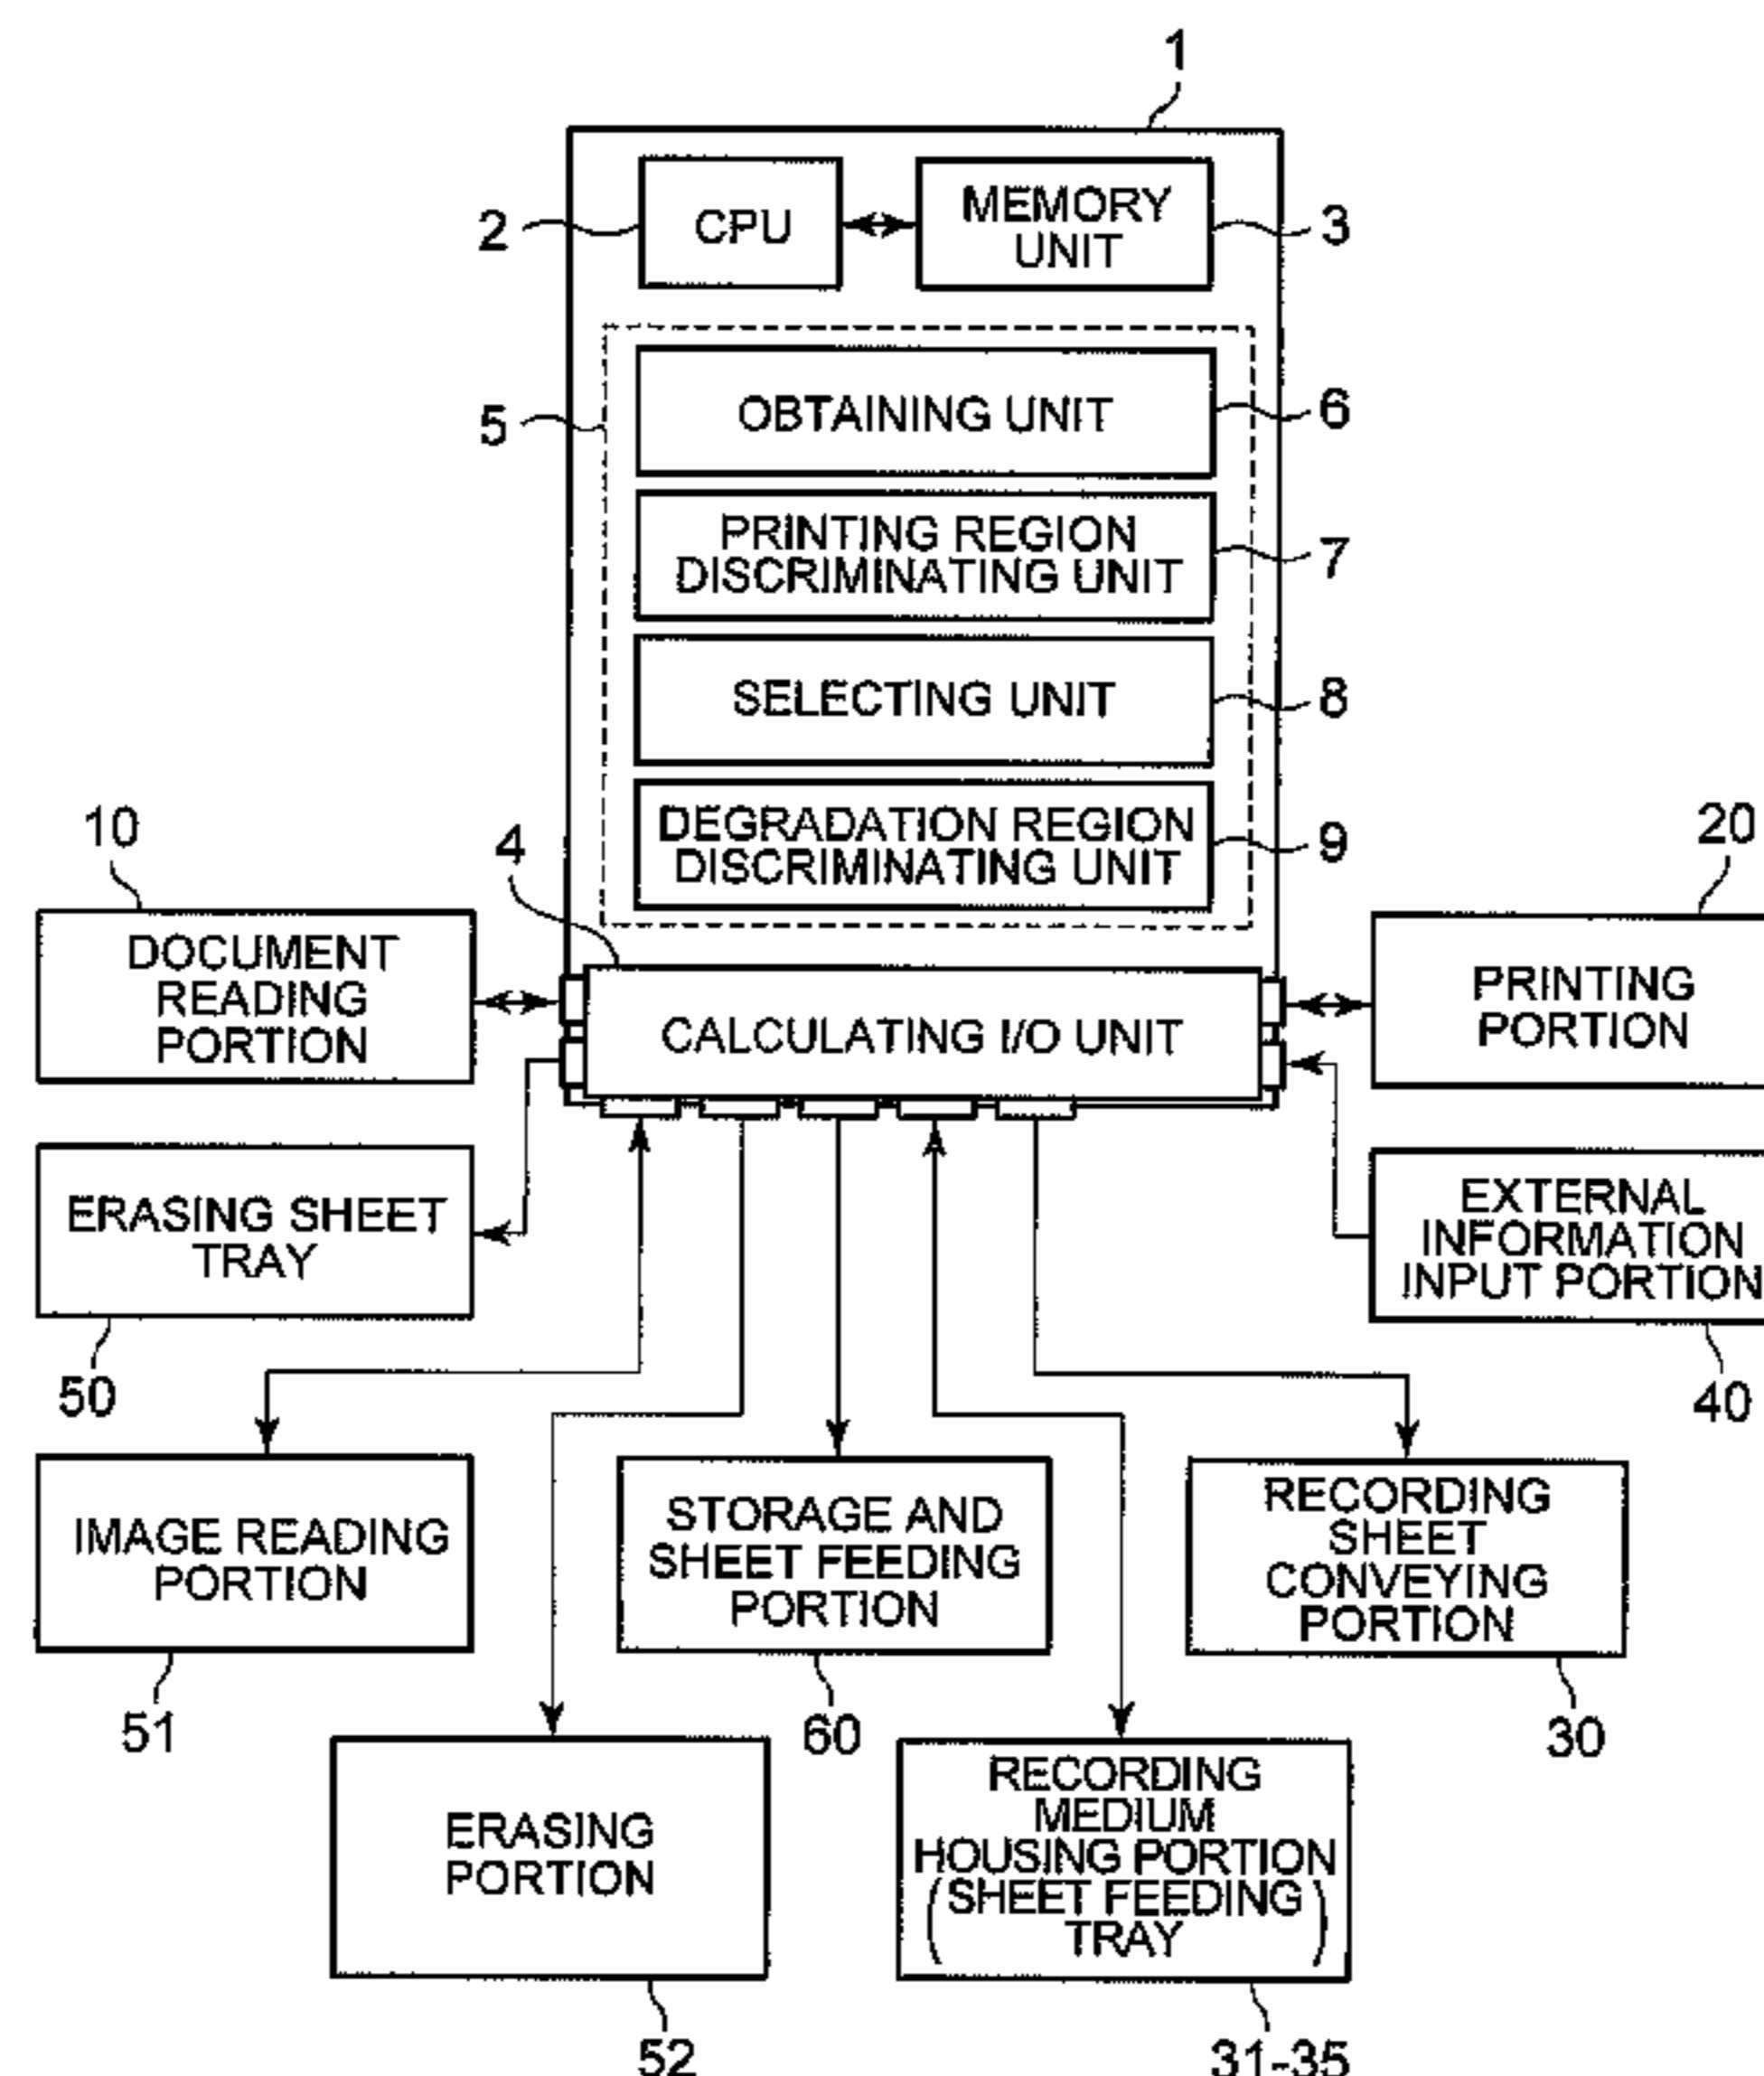 1
2
CPU
MEMORY
UNIT
3
5
OBTAINING UNIT
6
PRINTING REGION
DISCRIMINATING UNIT
7
SELECTING UNIT
8
DEGRADATION REGION
DISCRIMINATING UNIT
9
10
4
20
DOCUMENT
READING
PORTION
CALCULATING I/O UNIT
PRINTING
PORTION
ERASING SHEET
TRAY
50
EXTERNAL
INFORMATION
INPUT PORTION
40
IMAGE READING
PORTION
51
STORAGE AND
SHEET FEEDING
PORTION
60
RECORDING
SHEET
CONVEYING
PORTION
30
ERASING
PORTION
52
RECORDING
MEDIUM
HOUSING PORTION
(SHEET FEEDING
TRAY)
31-35